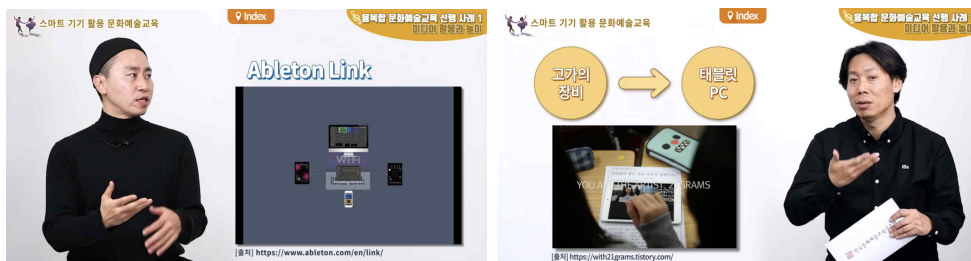 스마트 기기 활용 문화예술교육
Index
융복합 문화예술교육 선행 사례 1
미디어 활용과 놀이
Ableton Link
WiFi
[출처] https://www.ableton.com/en/link/
스마트 기기 활용 문화예술교육
Index
융복합 문화예술교육 선행 사례 1
미디어 활용과 놀이
고가의
장비
태블릿
PC
YOU ARE THE ARTIST, 21GRAMS
[출처] https://with21grams.tistory.com/